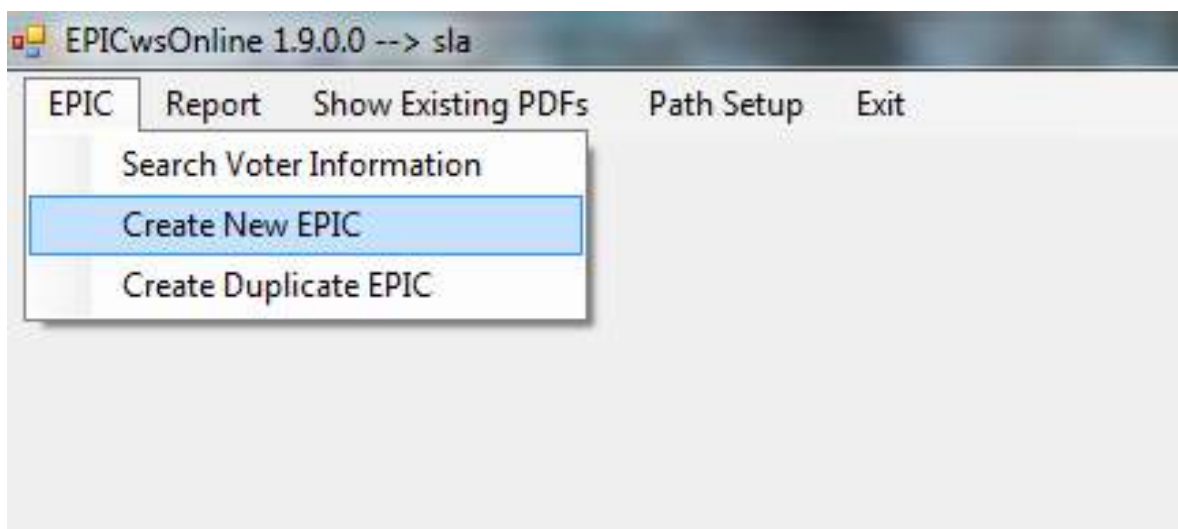 EPICwsOnline 1.9.0.0 --> sla
EPIC Report Show Existing PDFs Path Setup Exit
Search Voter Information
Create New EPIC
Create Duplicate EPIC